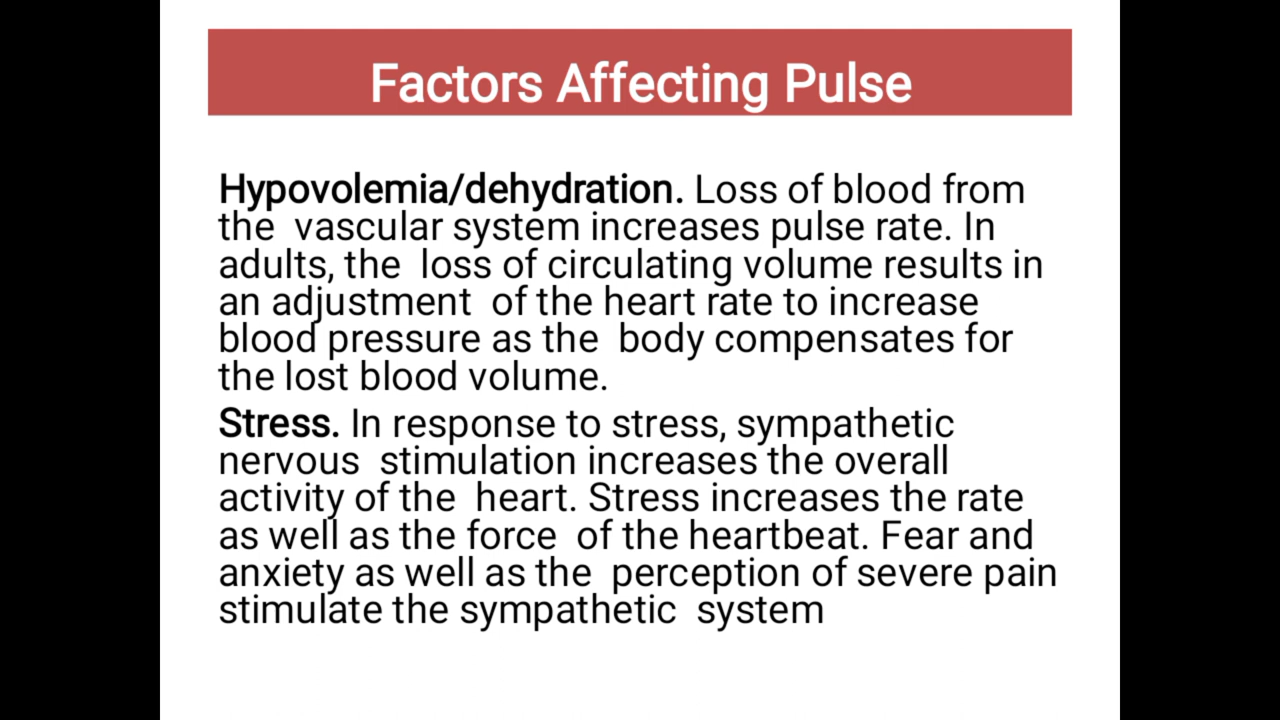 Factors Affecting Pulse
Hypovolemia/dehydration. Loss of blood from
the  vascular system increases pulse rate. In
adults, the  loss of circulating volume results in
an adjustment  of the heart rate to increase
blood pressure as the  body compensates for
the lost blood volume.
Stress. In response to stress, sympathetic
nervous  stimulation increases the overall
activity of the  heart. Stress increases the rate
as well as the force  of the heartbeat. Fear and
anxiety as well as the  perception of severe pain
stimulate the sympathetic  system